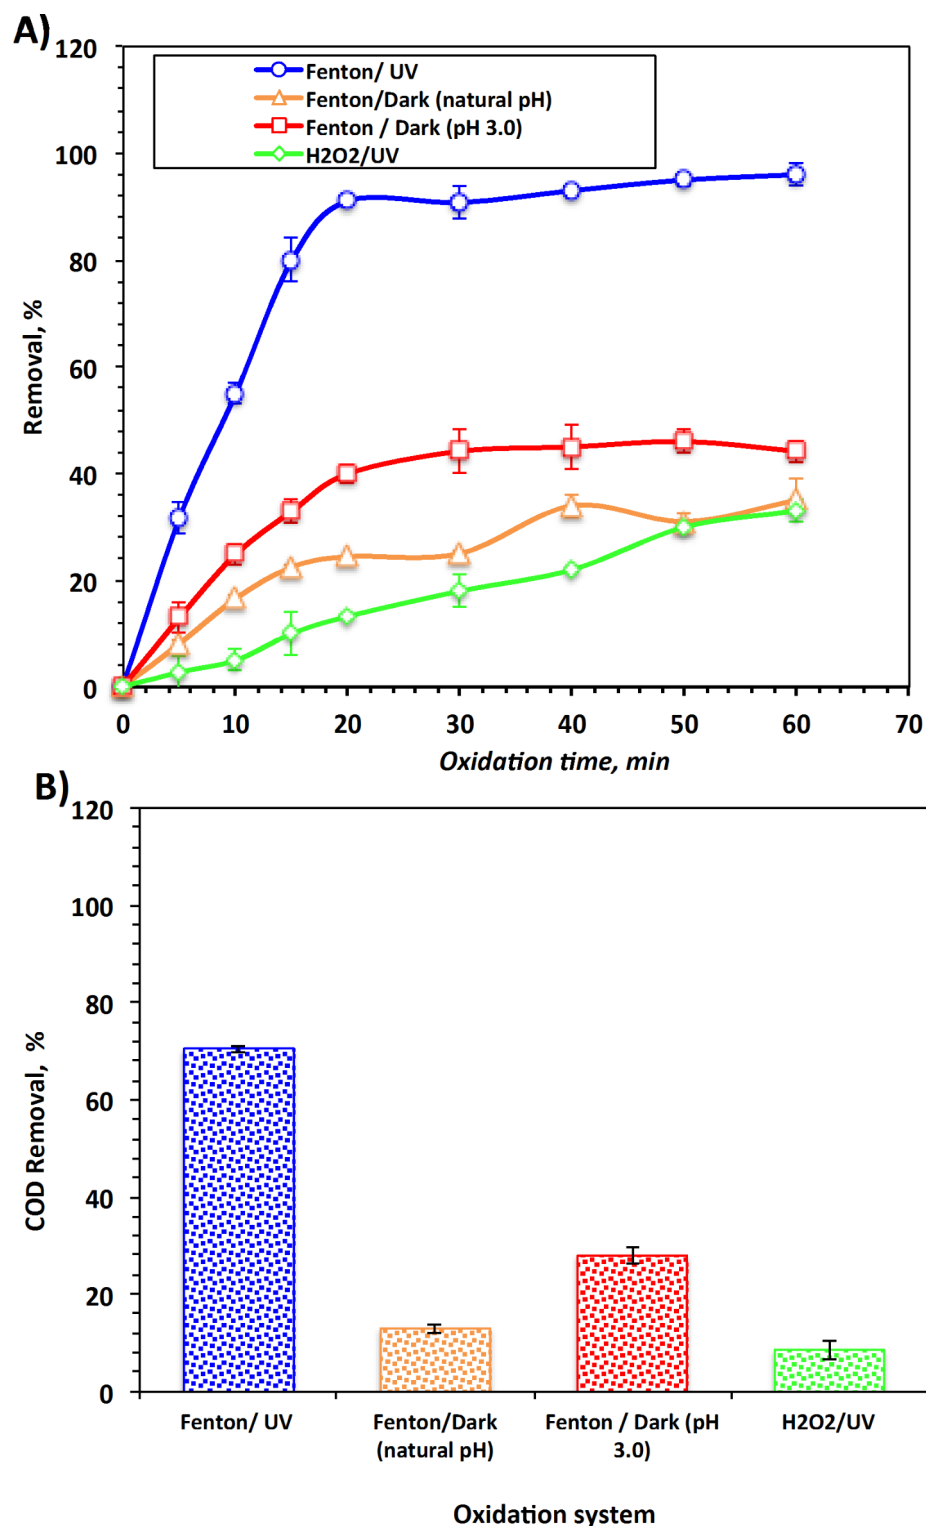 A)
120
100
80
60
40
20
0
Removal, %
Fenton/ UV
Fenton/Dark (natural pH)
Fenton / Dark (pH 3.0)
H2O2/UV
0 10 20 30 40 50 60 70
Oxidation time, min
B)
120
100
80
60
40
20
0
COD Removal, %
Fenton/ UV
Fenton/Dark (natural pH)
Fenton / Dark (pH 3.0)
H2O2/UV
Oxidation system